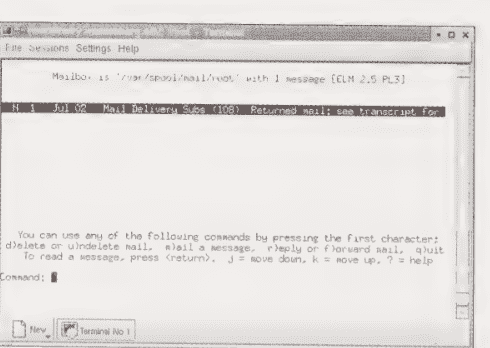 File Sessions Settings Help
Mailbox is '/var/spool/mail/root' with 1 message [ELM 2.5 PL3]
N 1 Jul 02 Mail Delivery Subs (108) Returned mail: see transcript for
You can use any of the following commands by pressing the first character;
d)elete or u)ndelete mail, m)ail a message, r)eply or f)orward mail, q)uit
To read a message, press <return>. j = move down, k = move up, ? = help
Command:
New Terminal No 1